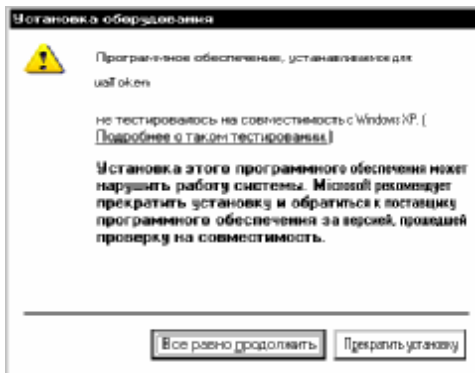 Установка оборудования
Программное обеспечение, устанавливаемое для
uaToken
не тестировалось на совместимость с Windows XP. (
Подробнее о таком тестировании.)
Установка этого программного обеспечения может
нарушить работу системы. Microsoft рекомендует
прекратить установку и обратиться к поставщику
программного обеспечения за версией, прошедшей
проверку на совместимость.
Все равно продолжить
Прекратить установку